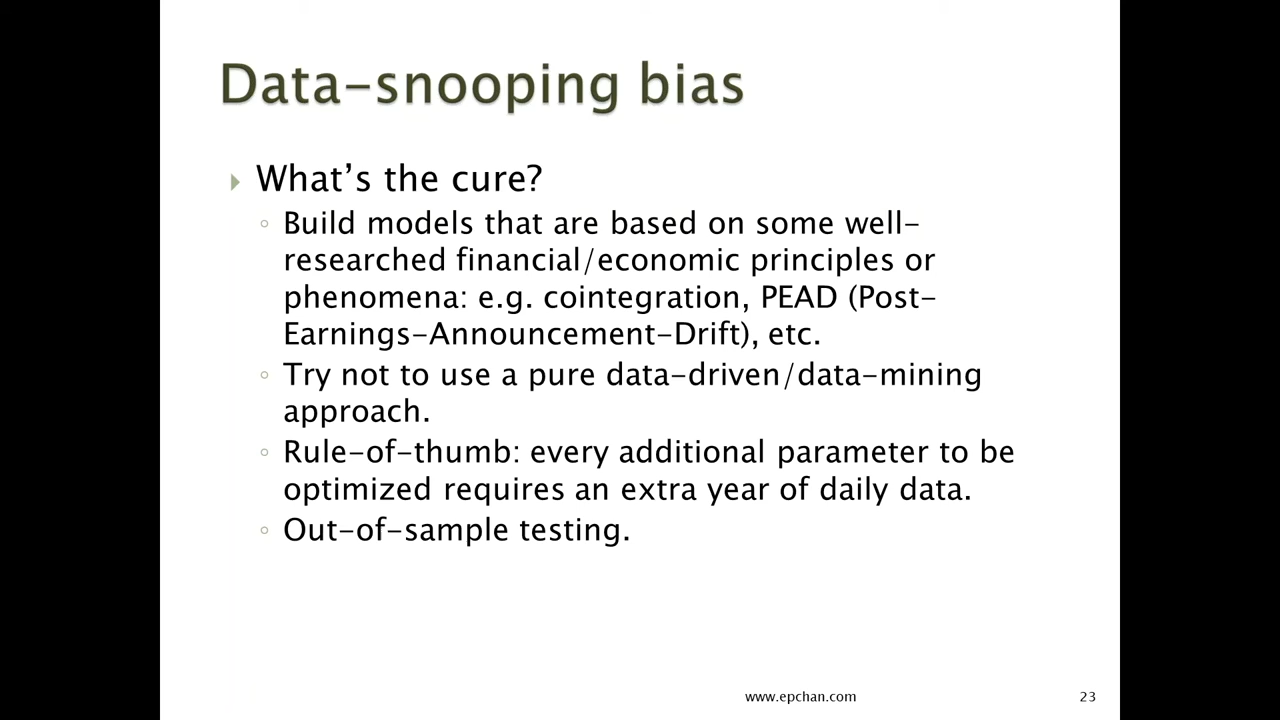 Data-snooping bias
What's the cure?
Build models that are based on some well-
researched financial/economic principles or
phenomena: e.g. cointegration, PEAD (Post-
Earnings-Announcement-Drift), etc.
Try not to use a pure data-driven/data-mining
approach.
Rule-of-thumb: every additional parameter to be
optimized requires an extra year of daily data.
Out-of-sample testing.
www.epchan.com
23